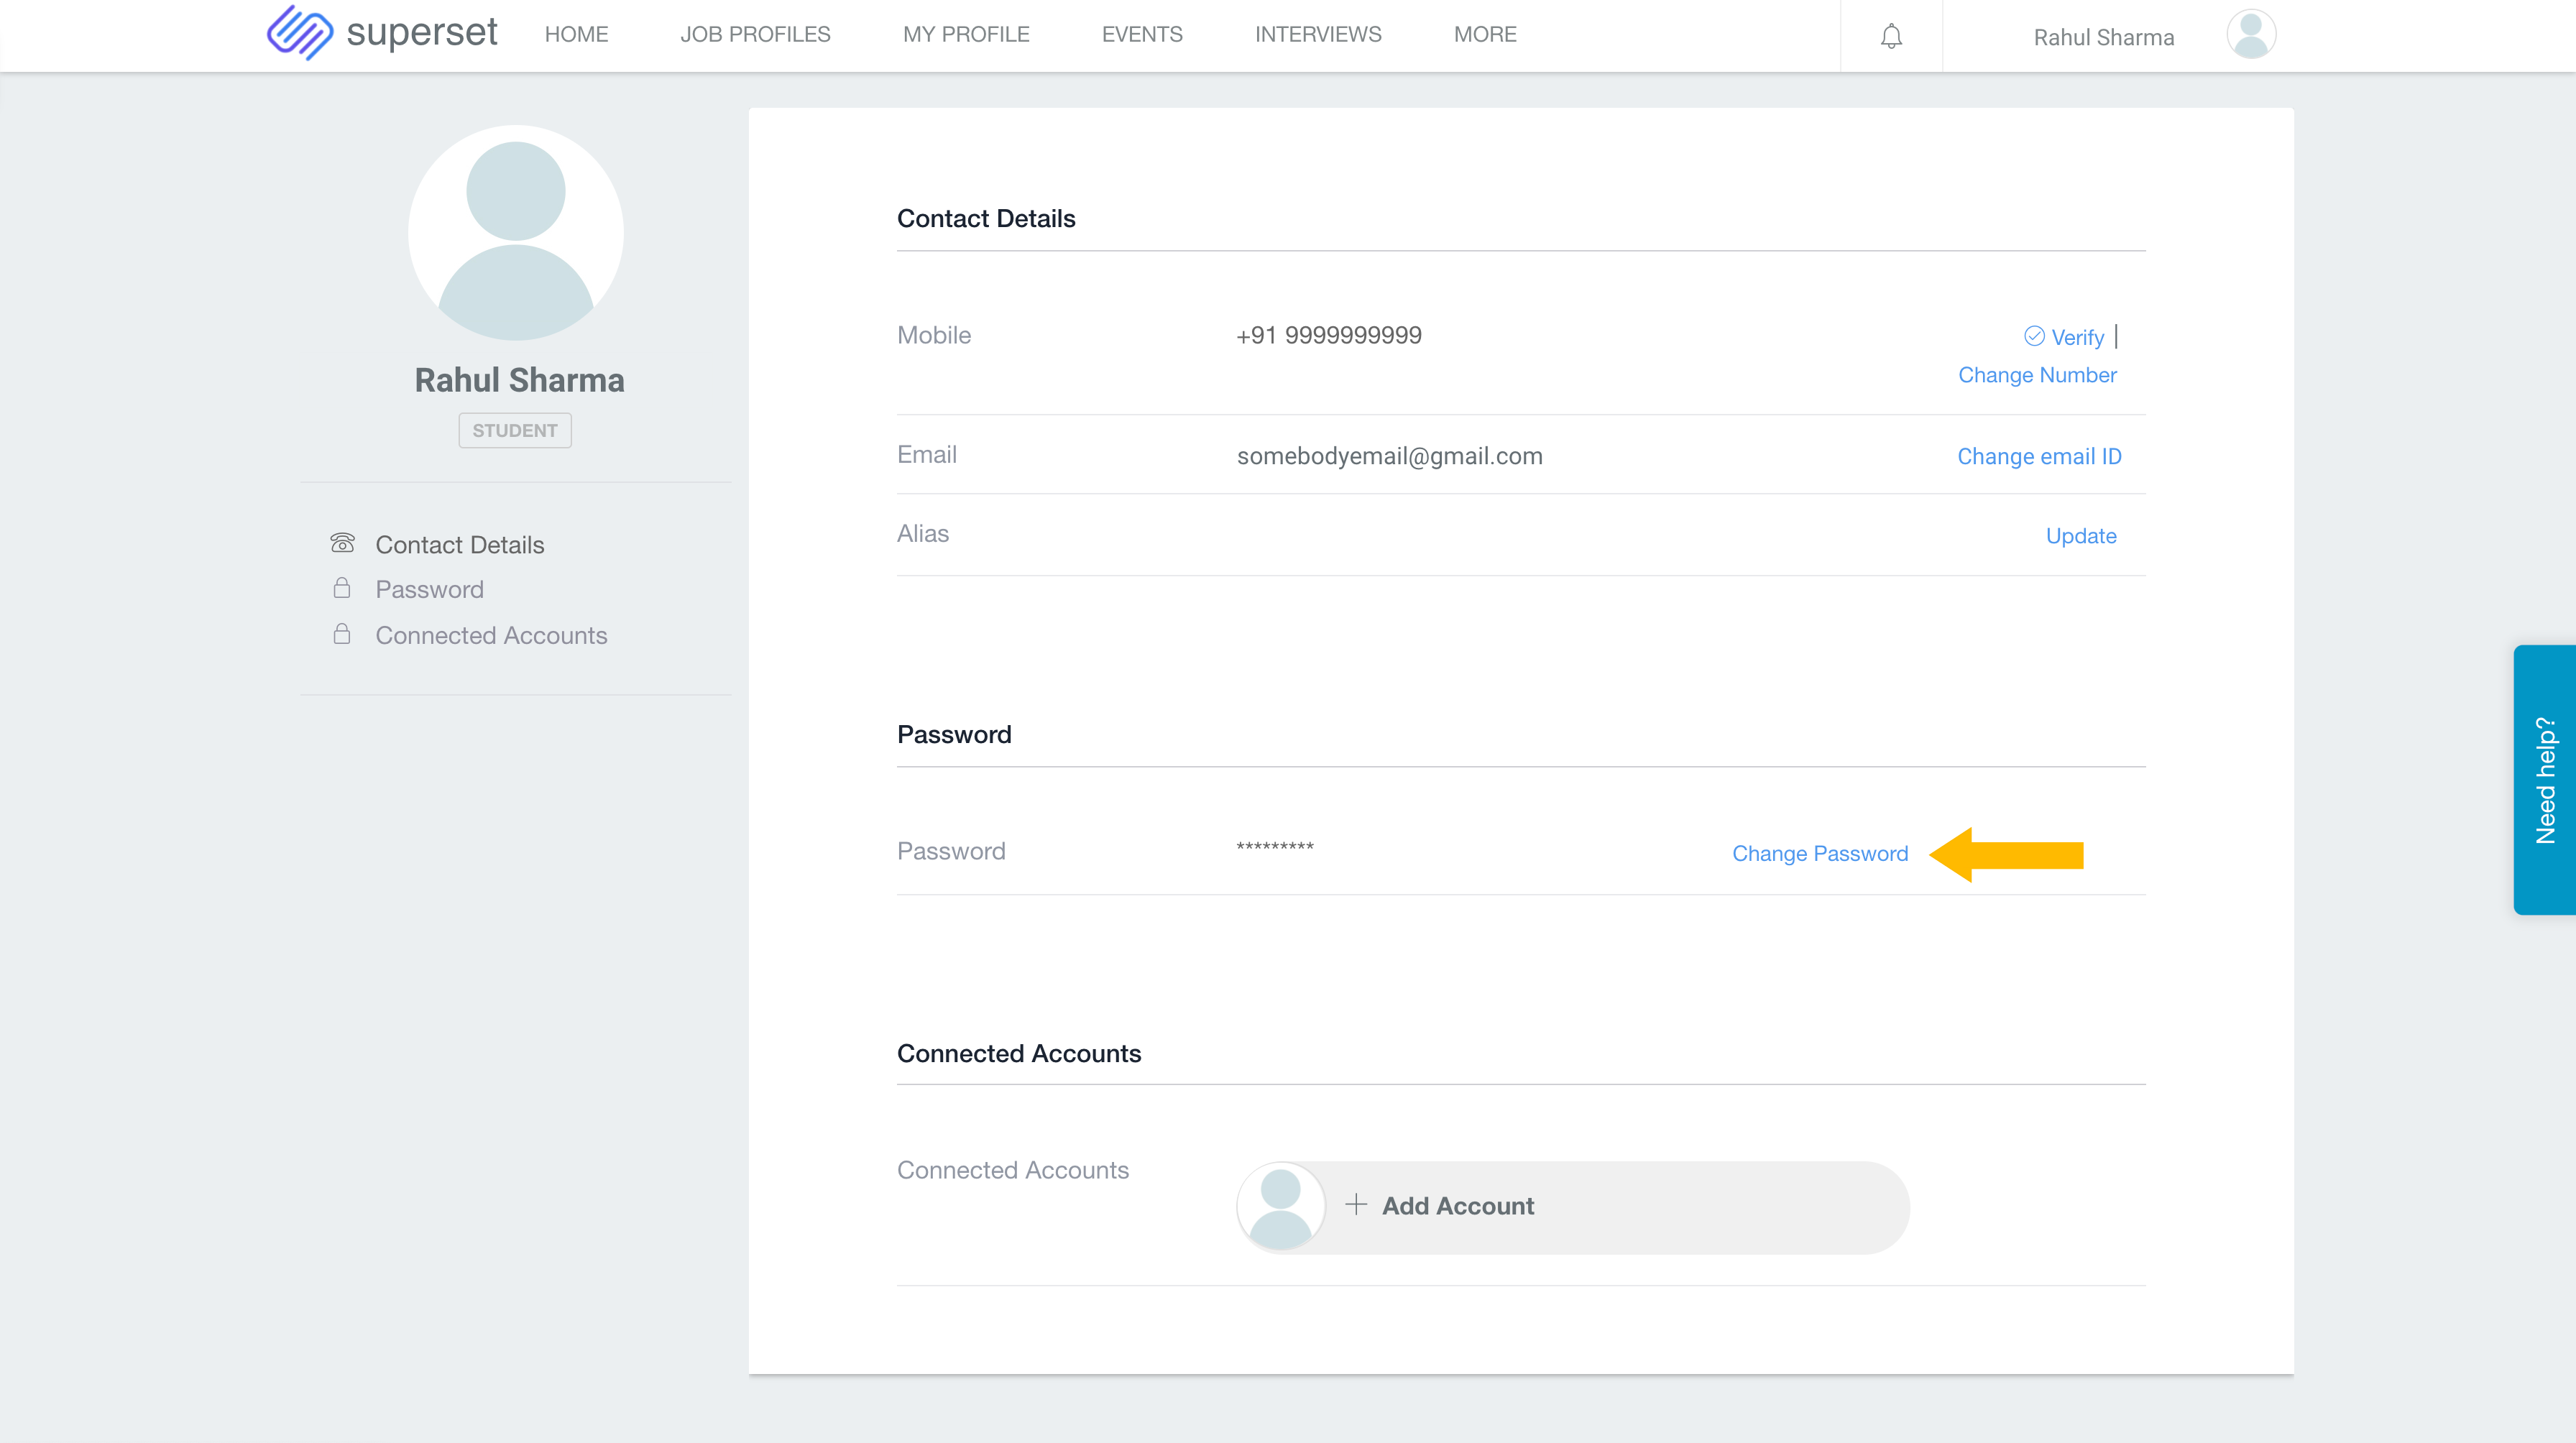 superset HOME JOB PROFILES MY PROFILE EVENTS INTERVIEWS MORE Rahul Sharma
Rahul Sharma
STUDENT
Contact Details
Password
Connected Accounts
Contact Details
Mobile +91 9999999999 Verify |
Change Number
Email somebodyemail@gmail.com Change email ID
Alias Update
Password
Password ********* Change Password
Connected Accounts
Connected Accounts + Add Account
Need help?